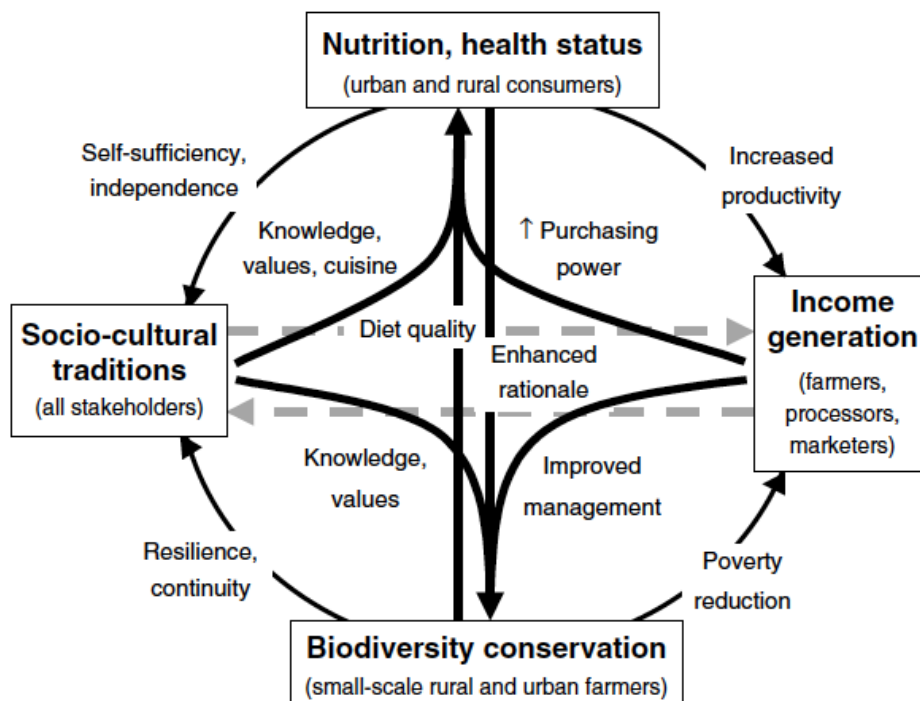 Nutrition, health status
(urban and rural consumers)
Self-sufficiency,
independence
Increased
productivity
Knowledge,
values, cuisine
↑ Purchasing
power
Socio-cultural
traditions
(all stakeholders)
Diet quality
Enhanced
rationale
Income
generation
(farmers,
processors,
marketers)
Knowledge,
values
Improved
management
Resilience,
continuity
Poverty
reduction
Biodiversity conservation
(small-scale rural and urban farmers)